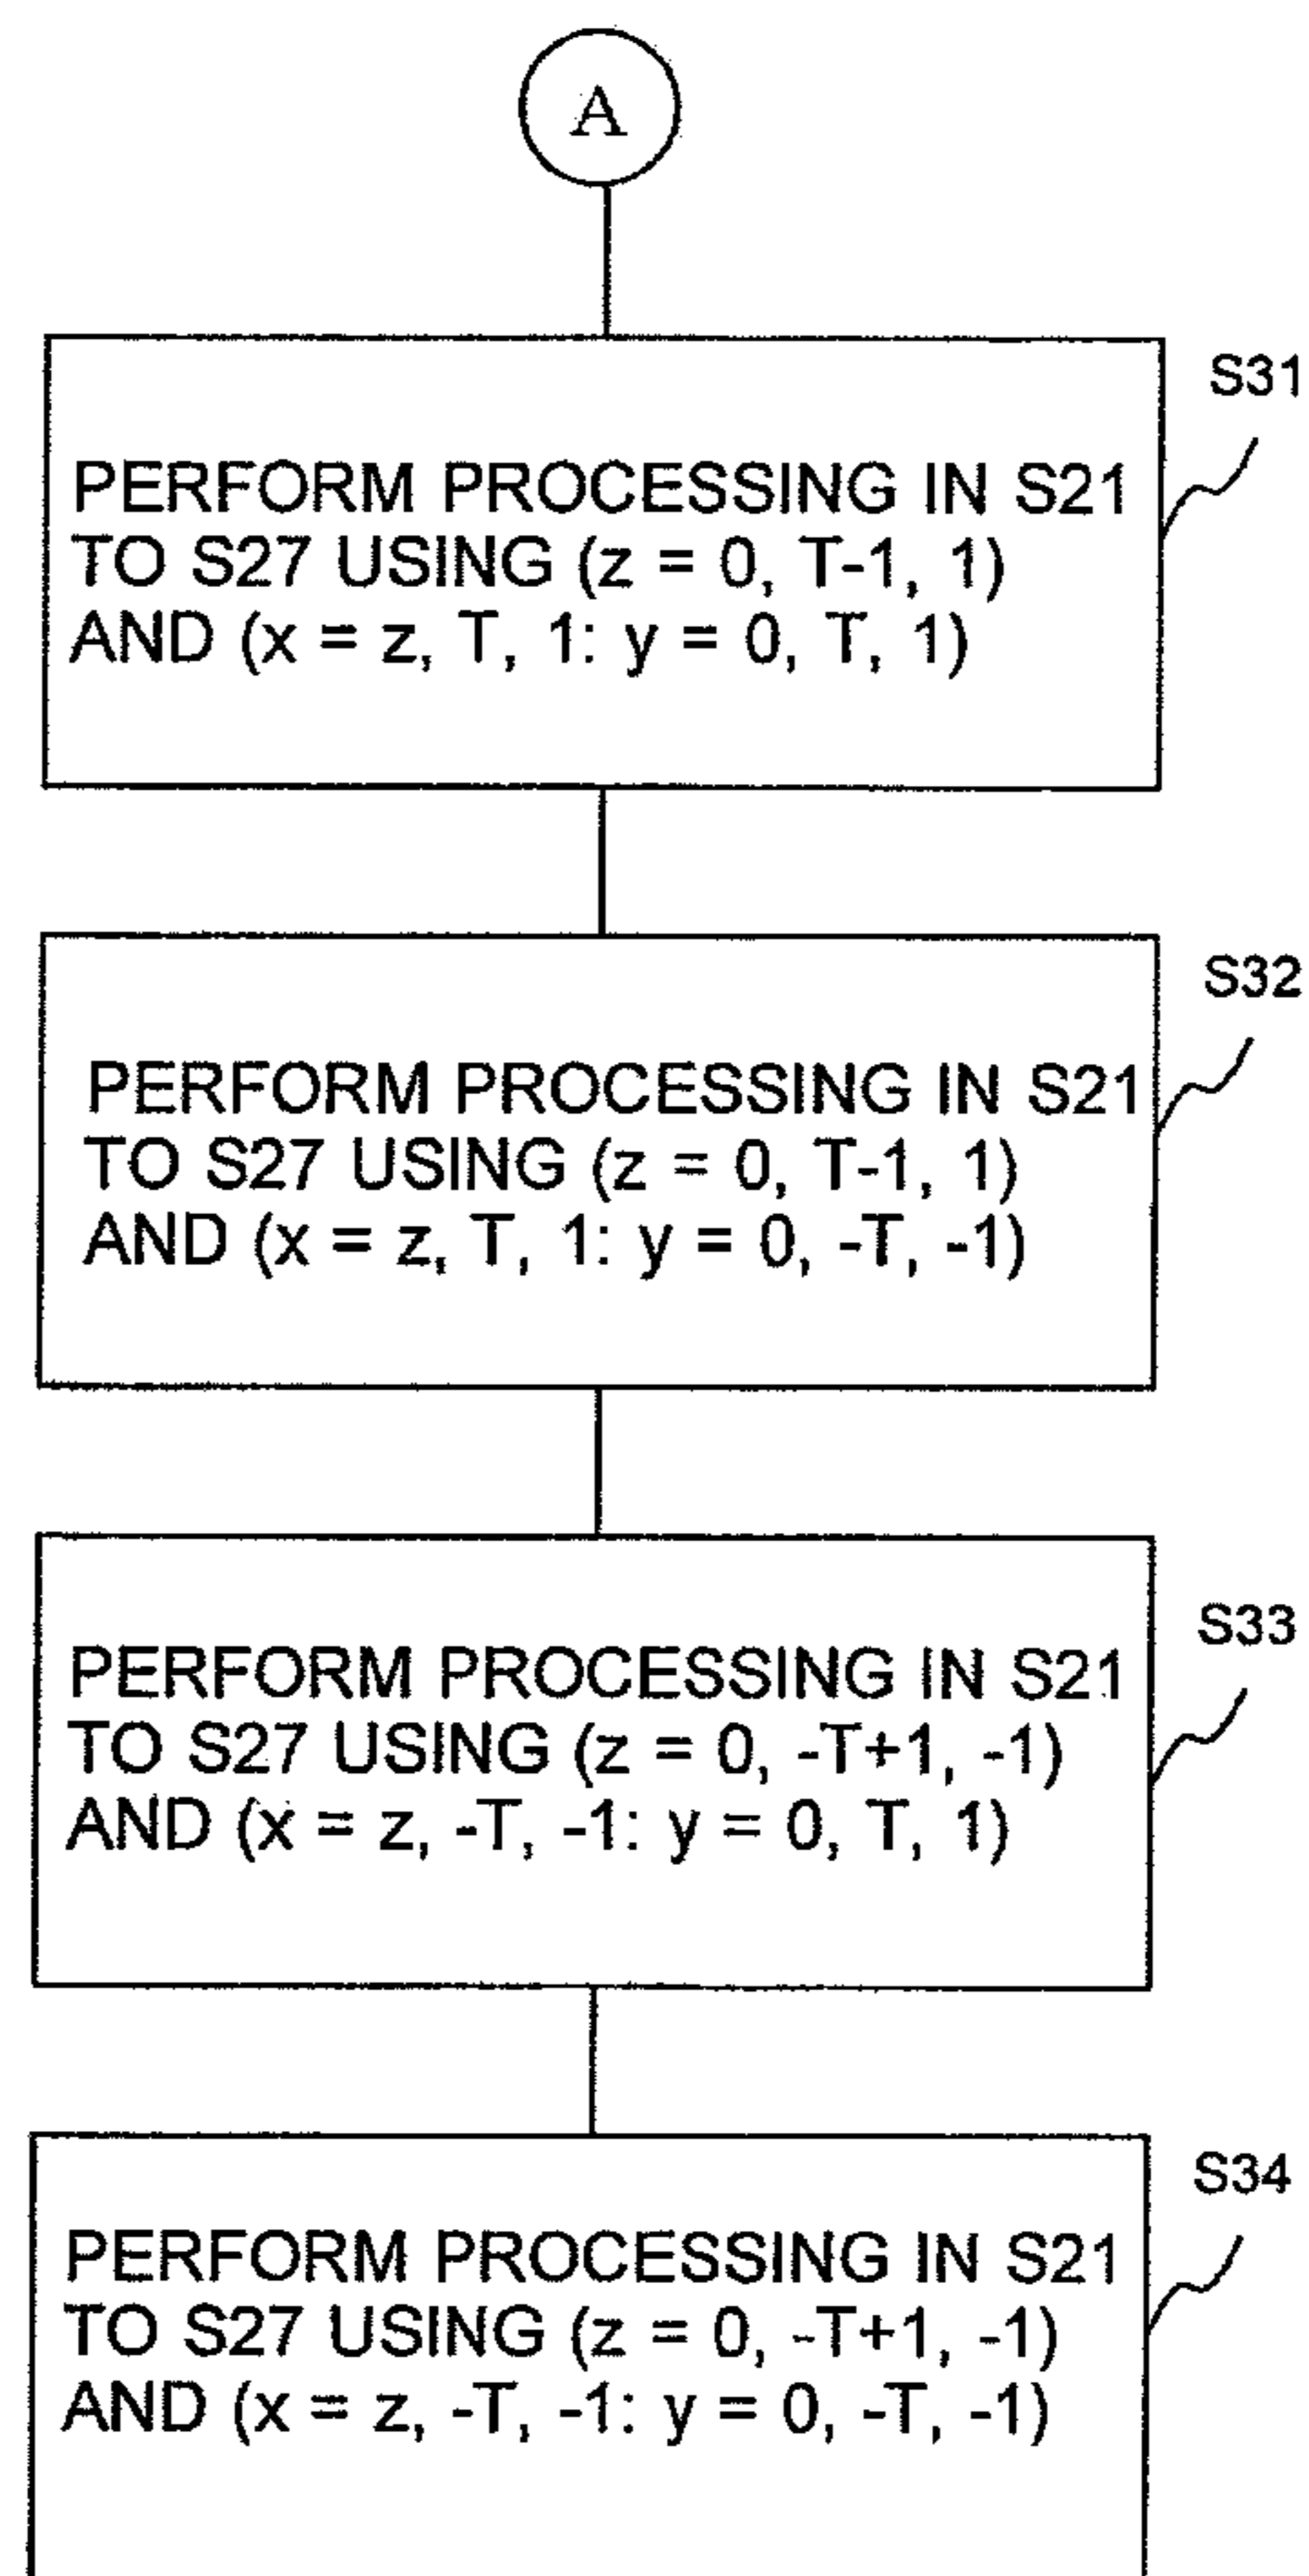 A
S31
PERFORM PROCESSING IN S21
TO S27 USING (z = 0, T-1, 1)
AND (x = z, T, 1: y = 0, T, 1)
S32
PERFORM PROCESSING IN S21
TO S27 USING (z = 0, T-1, 1)
AND (x = z, T, 1: y = 0, -T, -1)
S33
PERFORM PROCESSING IN S21
TO S27 USING (z = 0, -T+1, -1)
AND (x = z, -T, -1: y = 0, T, 1)
S34
PERFORM PROCESSING IN S21
TO S27 USING (z = 0, -T+1, -1)
AND (x = z, -T, -1: y = 0, -T, -1)